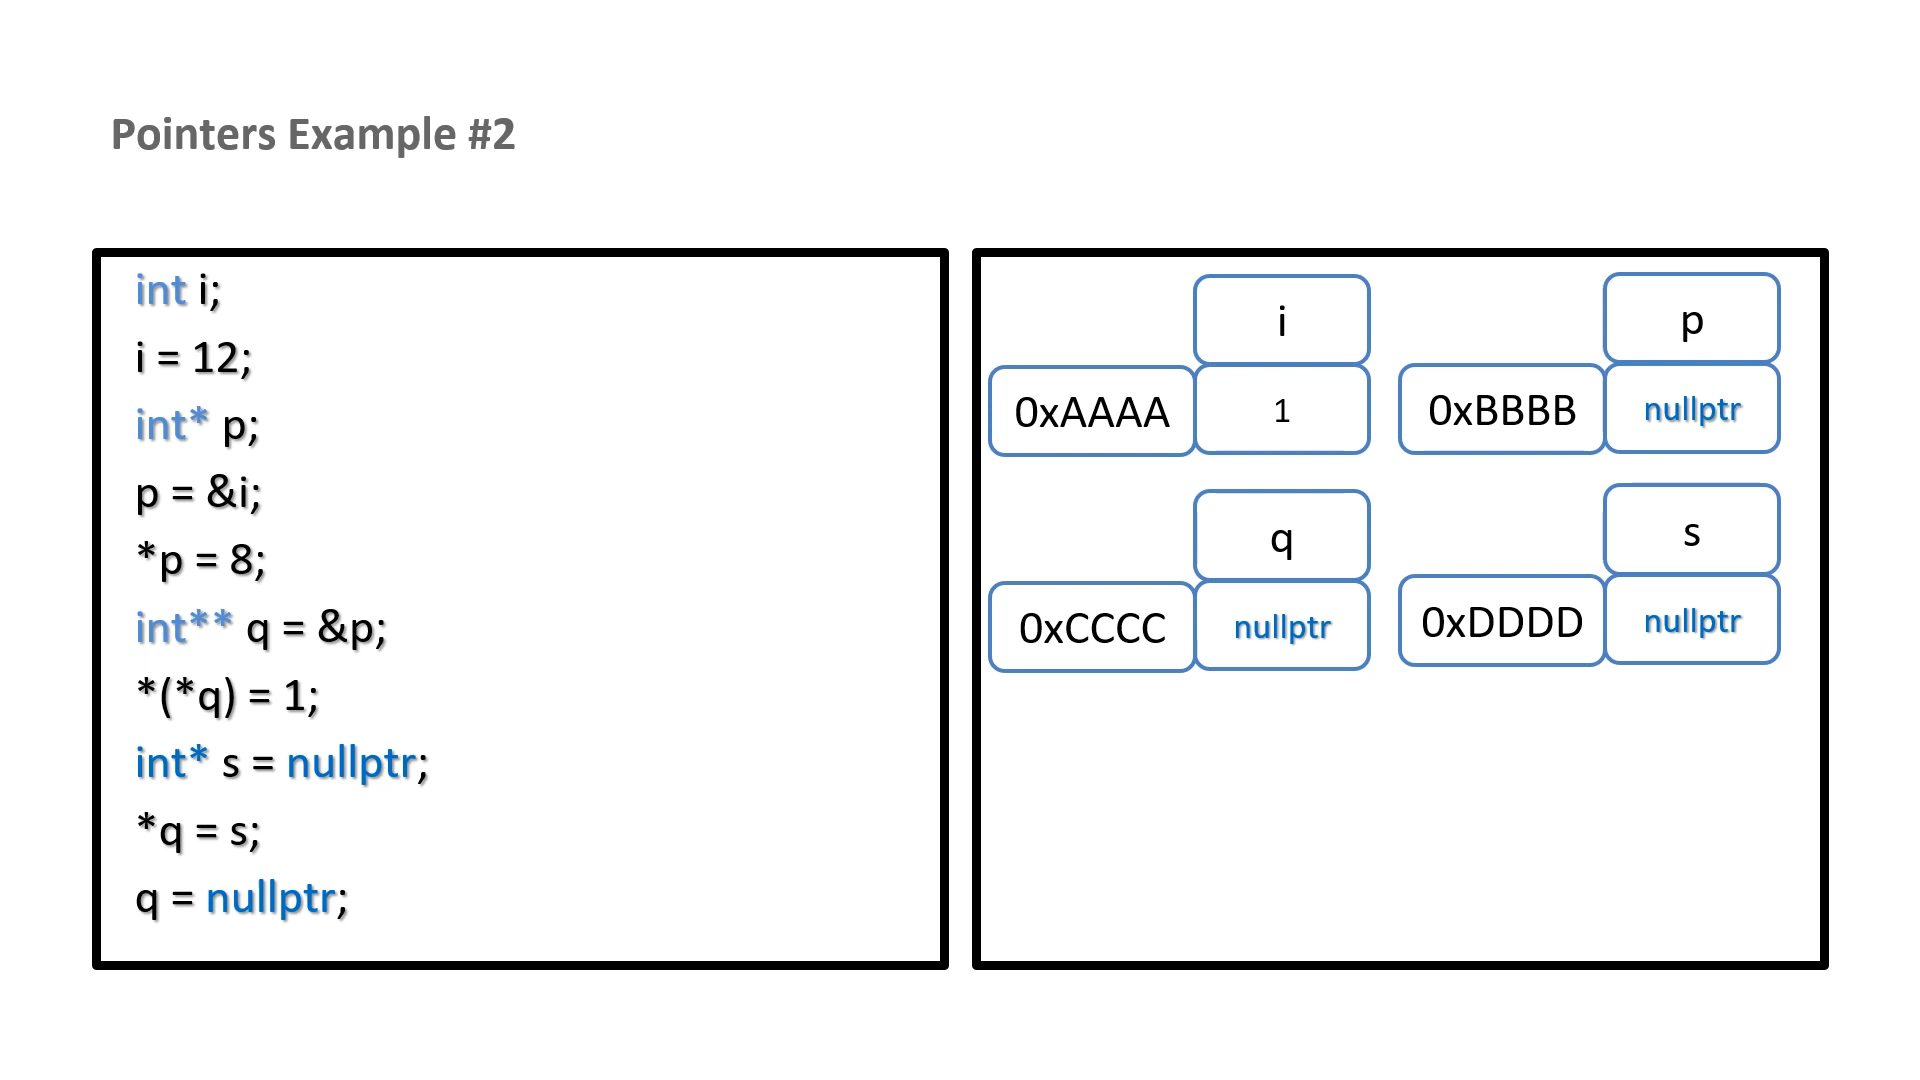 Pointers Example #2
int i;
i = 12;
int* p;
p = &i;
*p = 8;
int** q = &p;
*(*q) = 1;
int* s = nullptr;
*q = s;
q = nullptr;
i
p
0xAAAA 1
0xBBBB nullptr
q
s
0xCCCC nullptr
0xDDDD nullptr